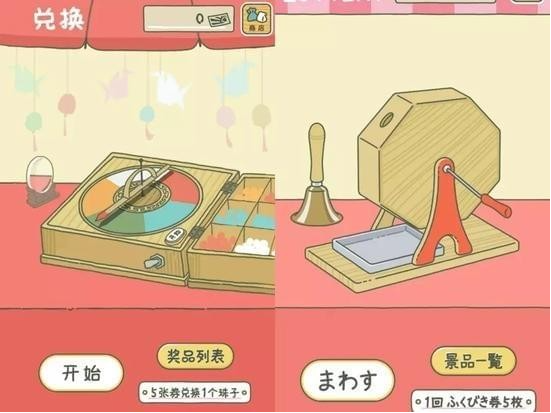 兑换
0
商店
开始
奖品列表
5张券兑换1个珠子
まわす
景品一覧
1回 ふくびき券5枚